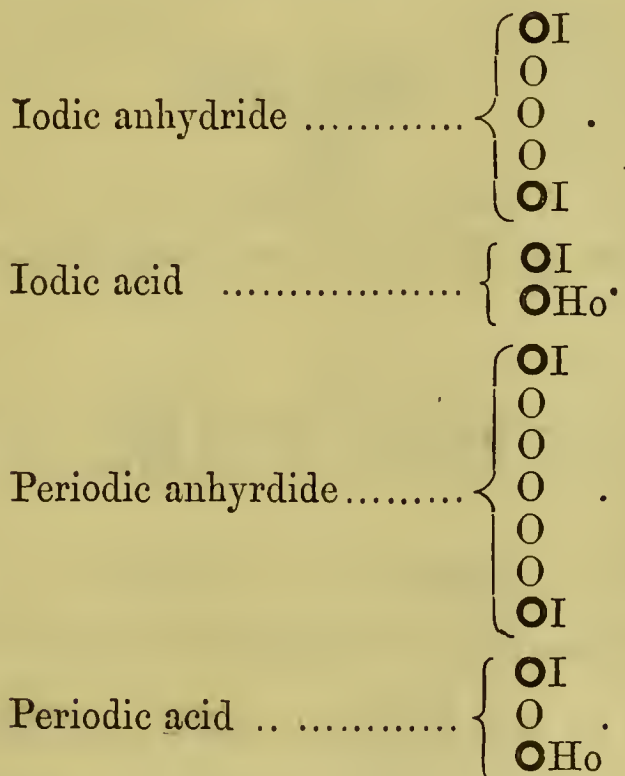 OI
O
Iodic anhydride ............ O .
O
OI
Iodic acid .................. OI
OHo.
OI
O
O
Periodic anhyrdide......... O .
O
O
OI
OI
Periodic acid .. ............. O .
OHo